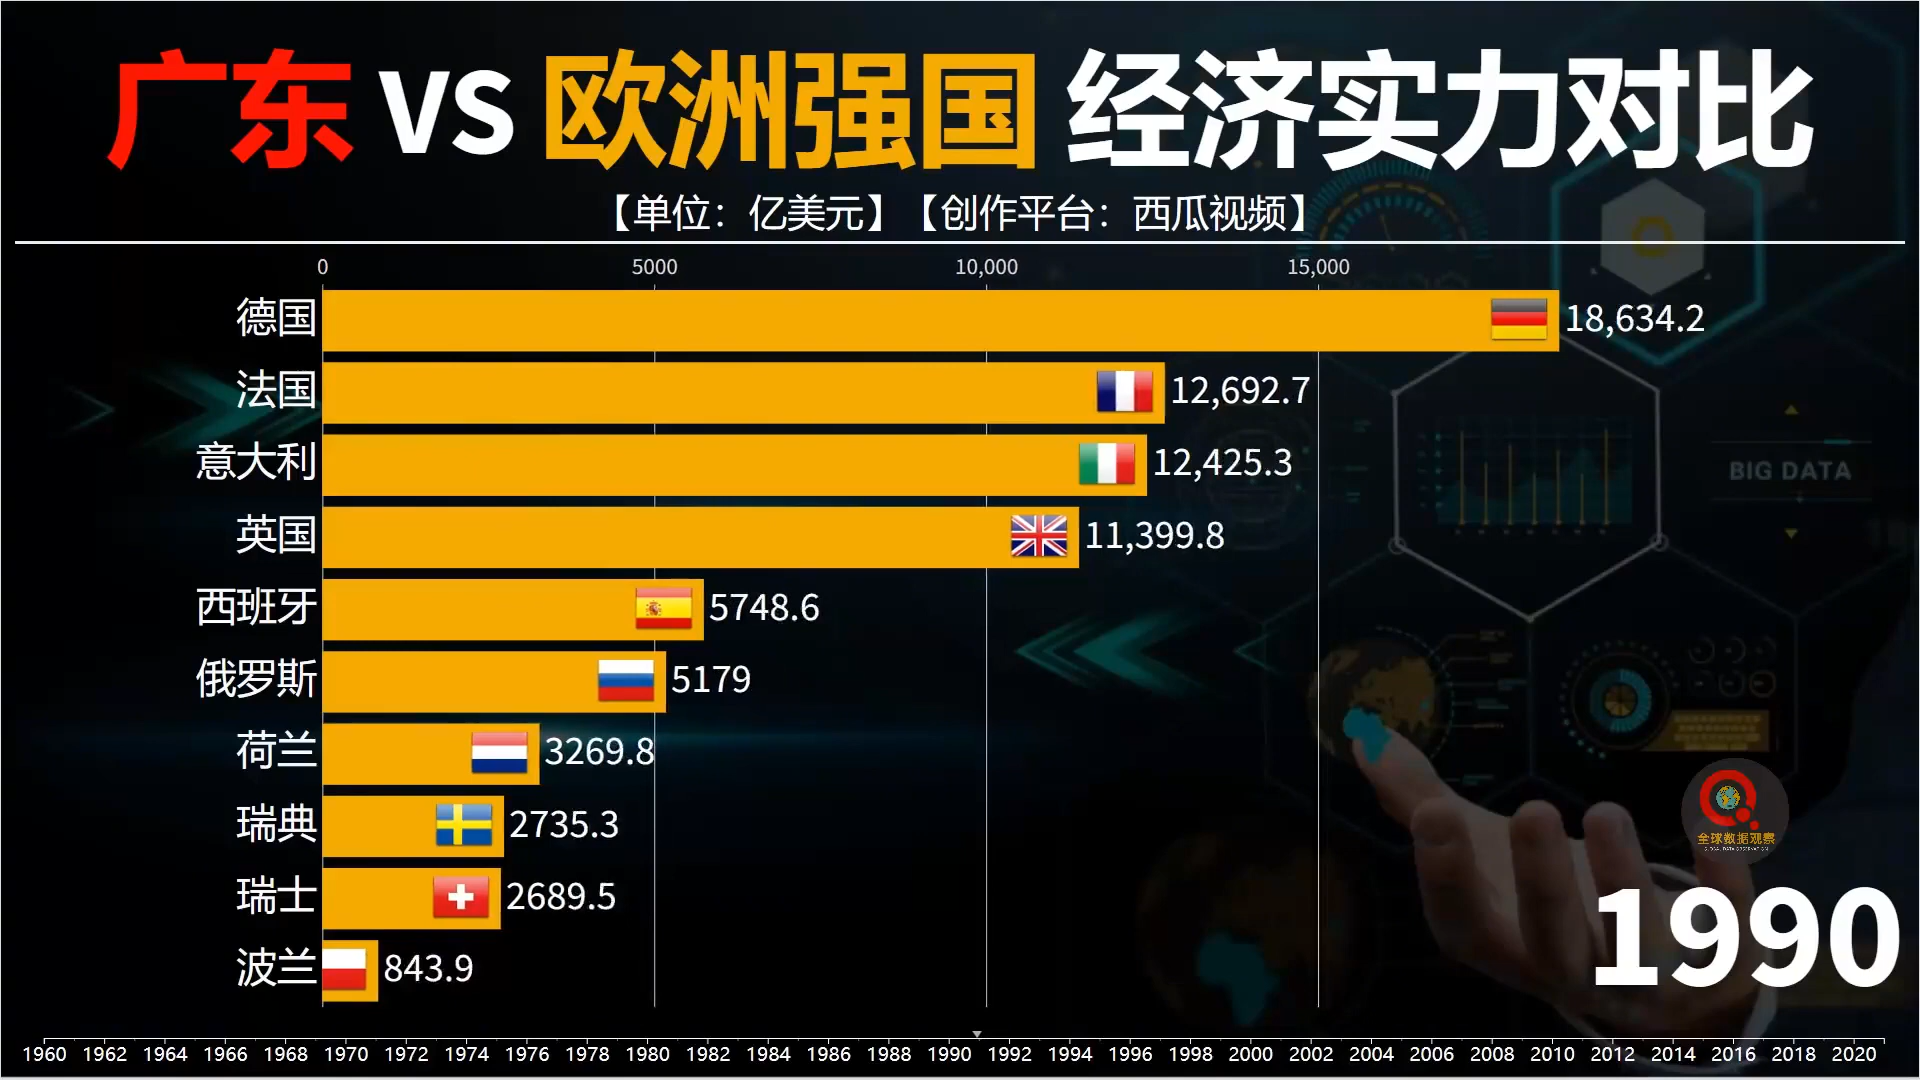 广东 VS 欧洲强国 经济实力对比
【单位：亿美元】【创作平台：西瓜视频】
0 5000 10,000 15,000
德国 18,634.2
法国 12,692.7
意大利 12,425.3
BIG DATA
英国 11,399.8
西班牙 5748.6
俄罗斯 5179
荷兰 3269.8
瑞典 2735.3
全球数据观察
GLOBAL DATA OBSERVATION
瑞士 2689.5
波兰 843.9
1990
1960 1962 1964 1966 1968 1970 1972 1974 1976 1978 1980 1982 1984 1986 1988 1990 1992 1994 1996 1998 2000 2002 2004 2006 2008 2010 2012 2014 2016 2018 2020